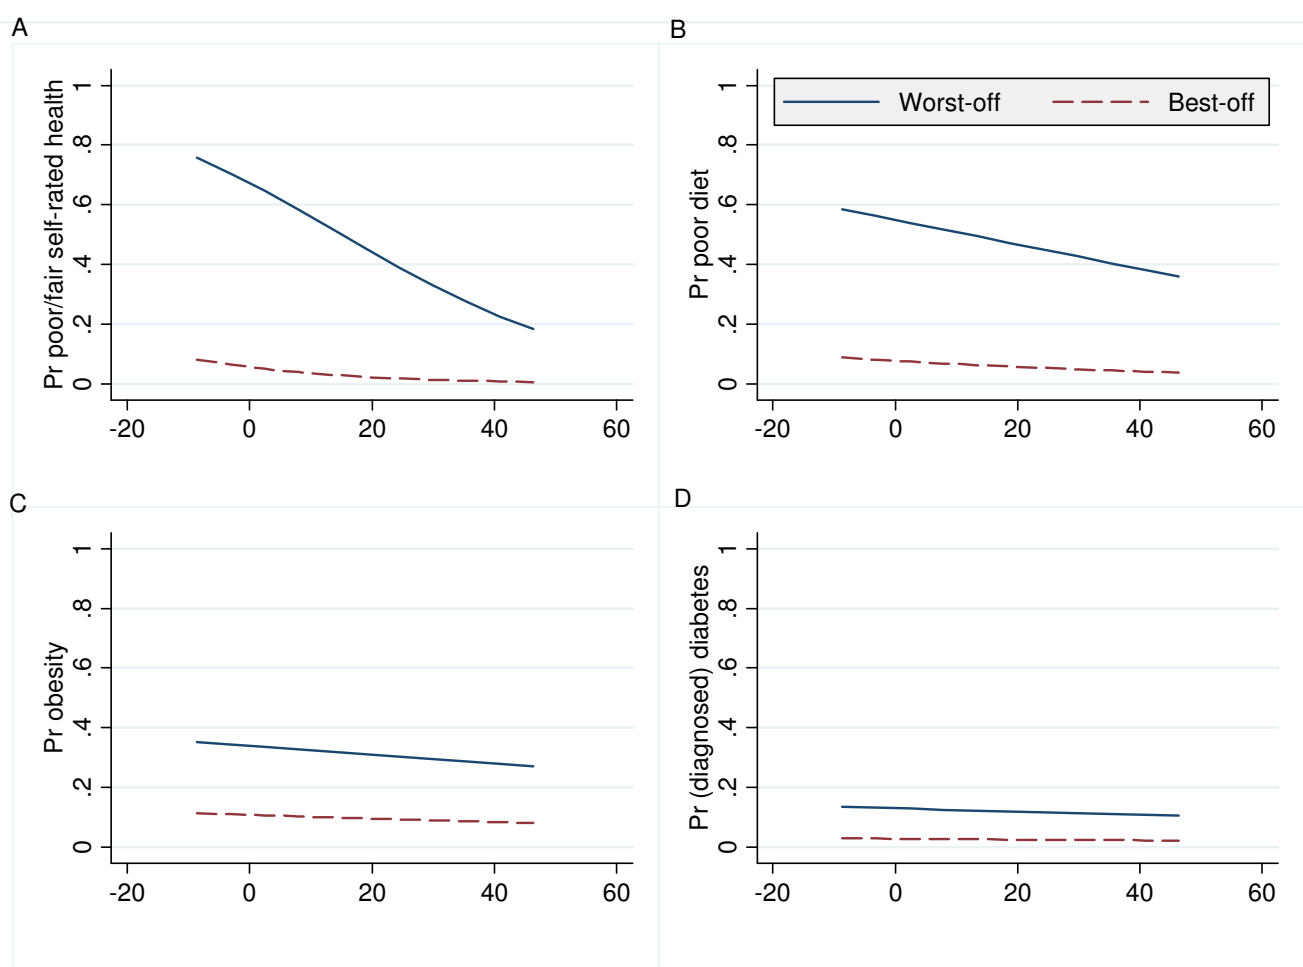 A
Pr poor/fair self-rated health
1
.8
.6
.4
.2
0
-20 0 20 40 60
B
Worst-off Best-off
Pr poor diet
1
.8
.6
.4
.2
0
-20 0 20 40 60
C
Pr obesity
1
.8
.6
.4
.2
0
-20 0 20 40 60
D
Pr (diagnosed) diabetes
1
.8
.6
.4
.2
0
-20 0 20 40 60